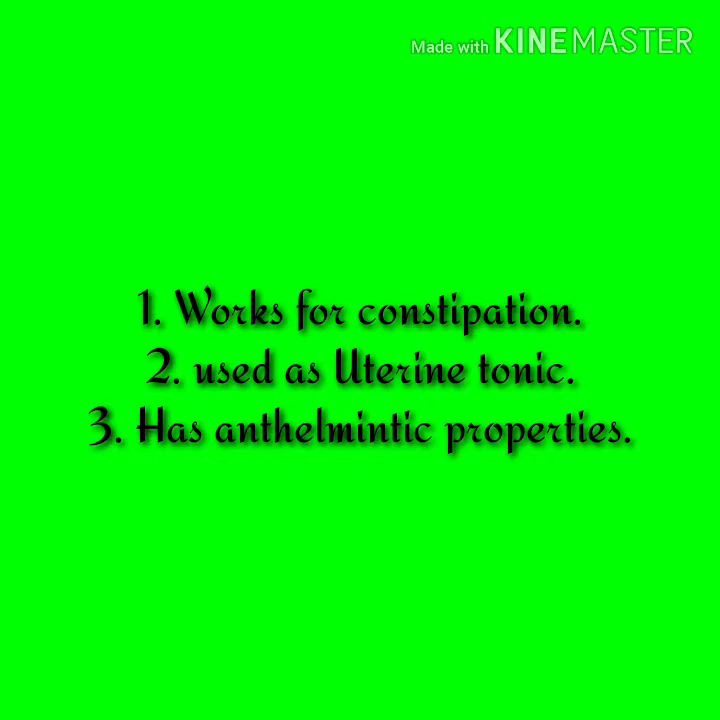 Made with KINEMASTER
1. Works for constipation.
2. used as Uterine tonic.
3. Has anthelmintic properties.